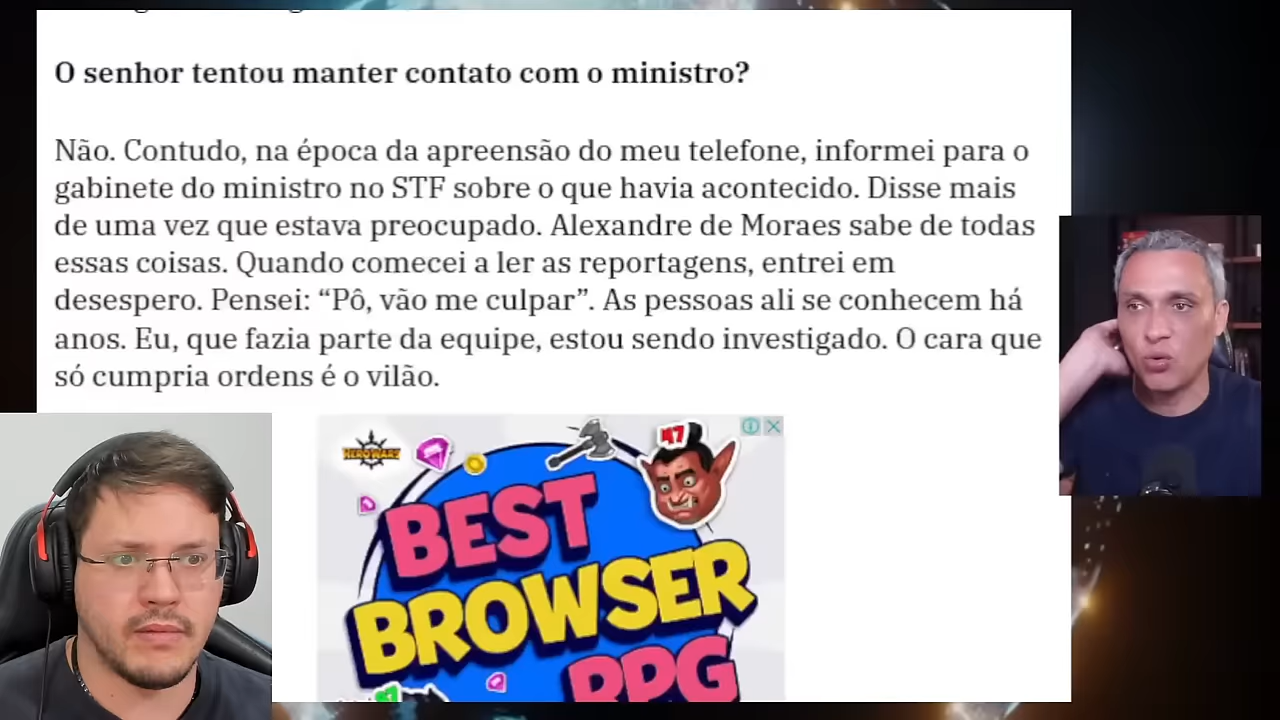 O senhor tentou manter contato com o ministro?
Não. Contudo, na época da apreensão do meu telefone, informei para o
gabinete do ministro no STF sobre o que havia acontecido. Disse mais
de uma vez que estava preocupado. Alexandre de Moraes sabe de todas
essas coisas. Quando comecei a ler as reportagens, entrei em
desespero. Pensei: “Pô, vão me culpar”. As pessoas ali se conhecem há
anos. Eu, que fazia parte da equipe, estou sendo investigado. O cara que
só cumpria ordens é o vilão.
HERO WARS
47
BEST
BROWSER
RPG